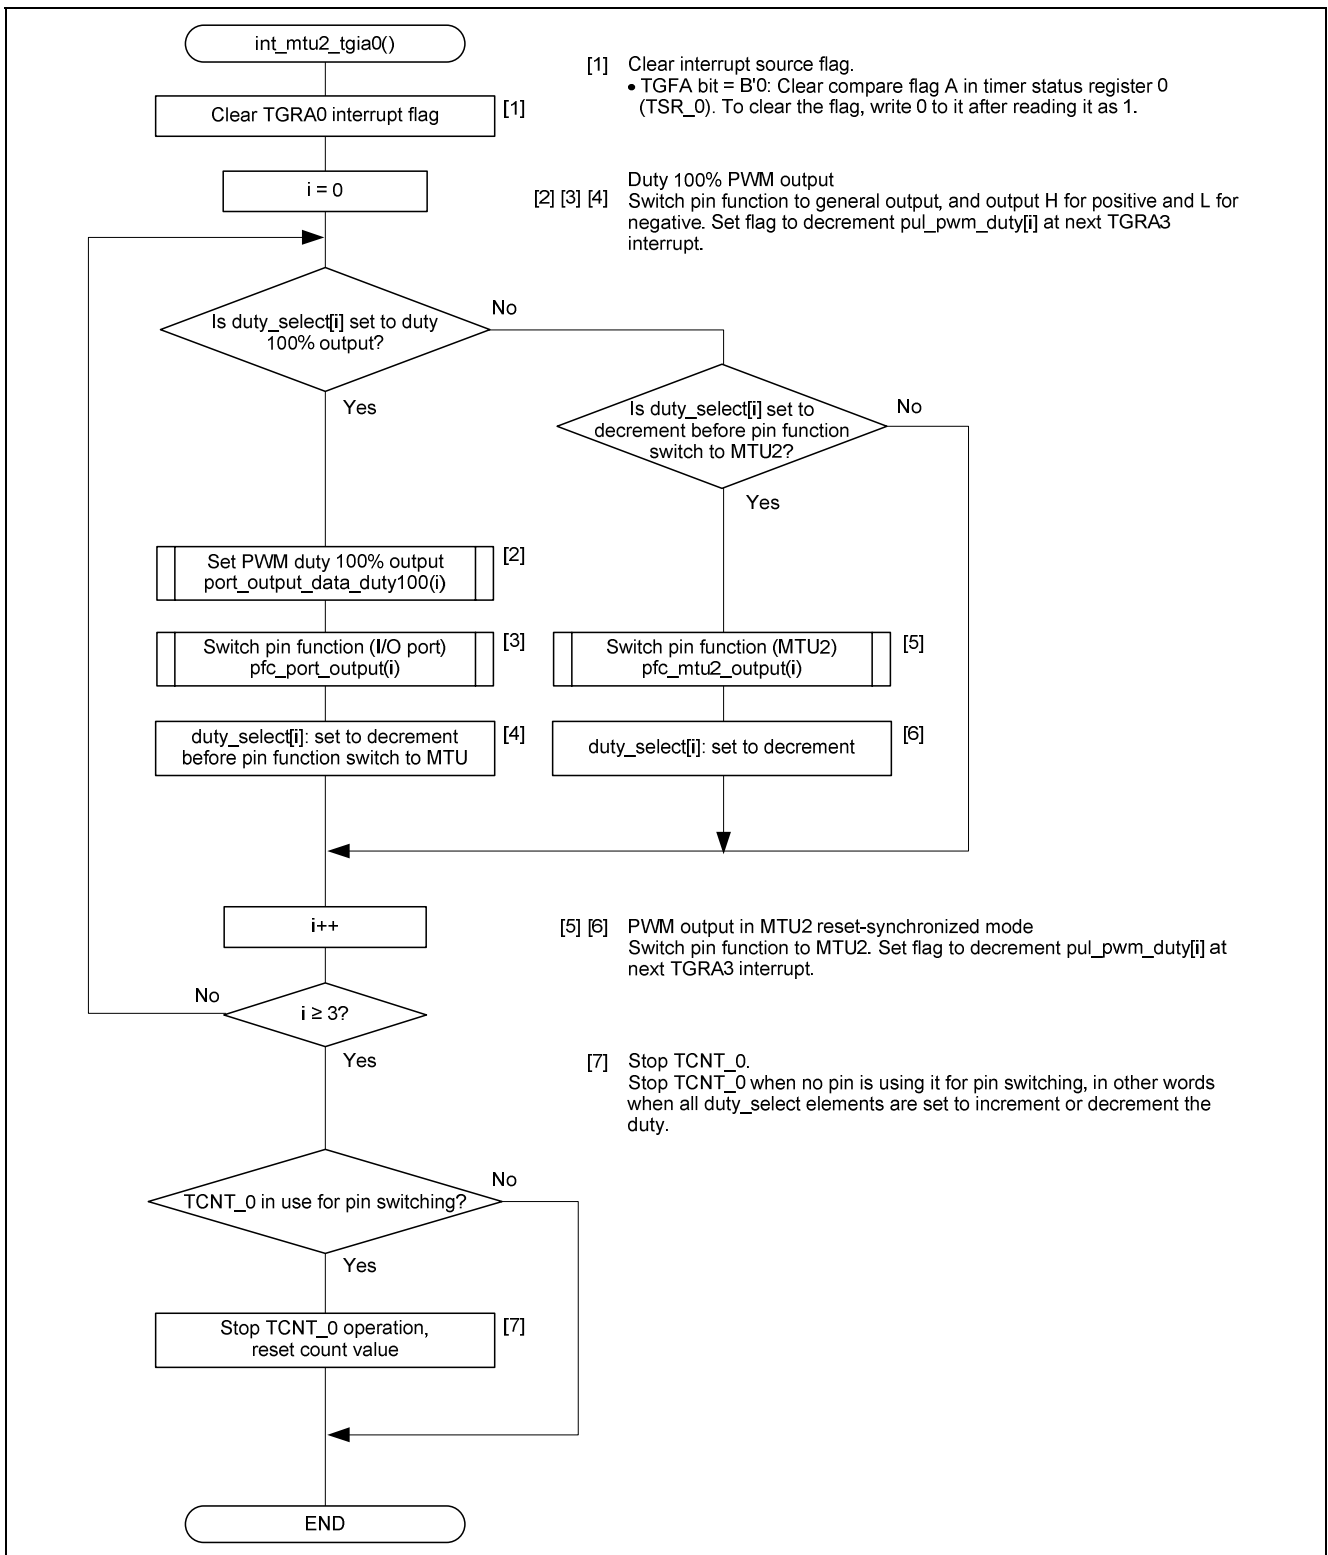 int_mtu2_tgia0()
[1] Clear interrupt source flag.
• TGFA bit = B'0: Clear compare flag A in timer status register 0
(TSR_0). To clear the flag, write 0 to it after reading it as 1.
Clear TGRA0 interrupt flag [1]
i = 0
[2] [3] [4] Duty 100% PWM output
Switch pin function to general output, and output H for positive and L for
negative. Set flag to decrement pul_pwm_duty[i] at next TGRA3
interrupt.
Is duty_select[i] set to duty
100% output?
No
Yes
Is duty_select[i] set to
decrement before pin function
switch to MTU2?
No
Yes
Set PWM duty 100% output
port_output_data_duty100(i)
[2]
Switch pin function (I/O port)
pfc_port_output(i)
[3]
Switch pin function (MTU2)
pfc_mtu2_output(i)
[5]
duty_select[i]: set to decrement
before pin function switch to MTU
[4]
duty_select[i]: set to decrement
[6]
i++
[5] [6] PWM output in MTU2 reset-synchronized mode
Switch pin function to MTU2. Set flag to decrement pul_pwm_duty[i] at
next TGRA3 interrupt.
No
i ≥ 3?
Yes
[7] Stop TCNT_0.
Stop TCNT_0 when no pin is using it for pin switching, in other words
when all duty_select elements are set to increment or decrement the
duty.
TCNT_0 in use for pin switching?
No
Yes
Stop TCNT_0 operation,
reset count value
[7]
END